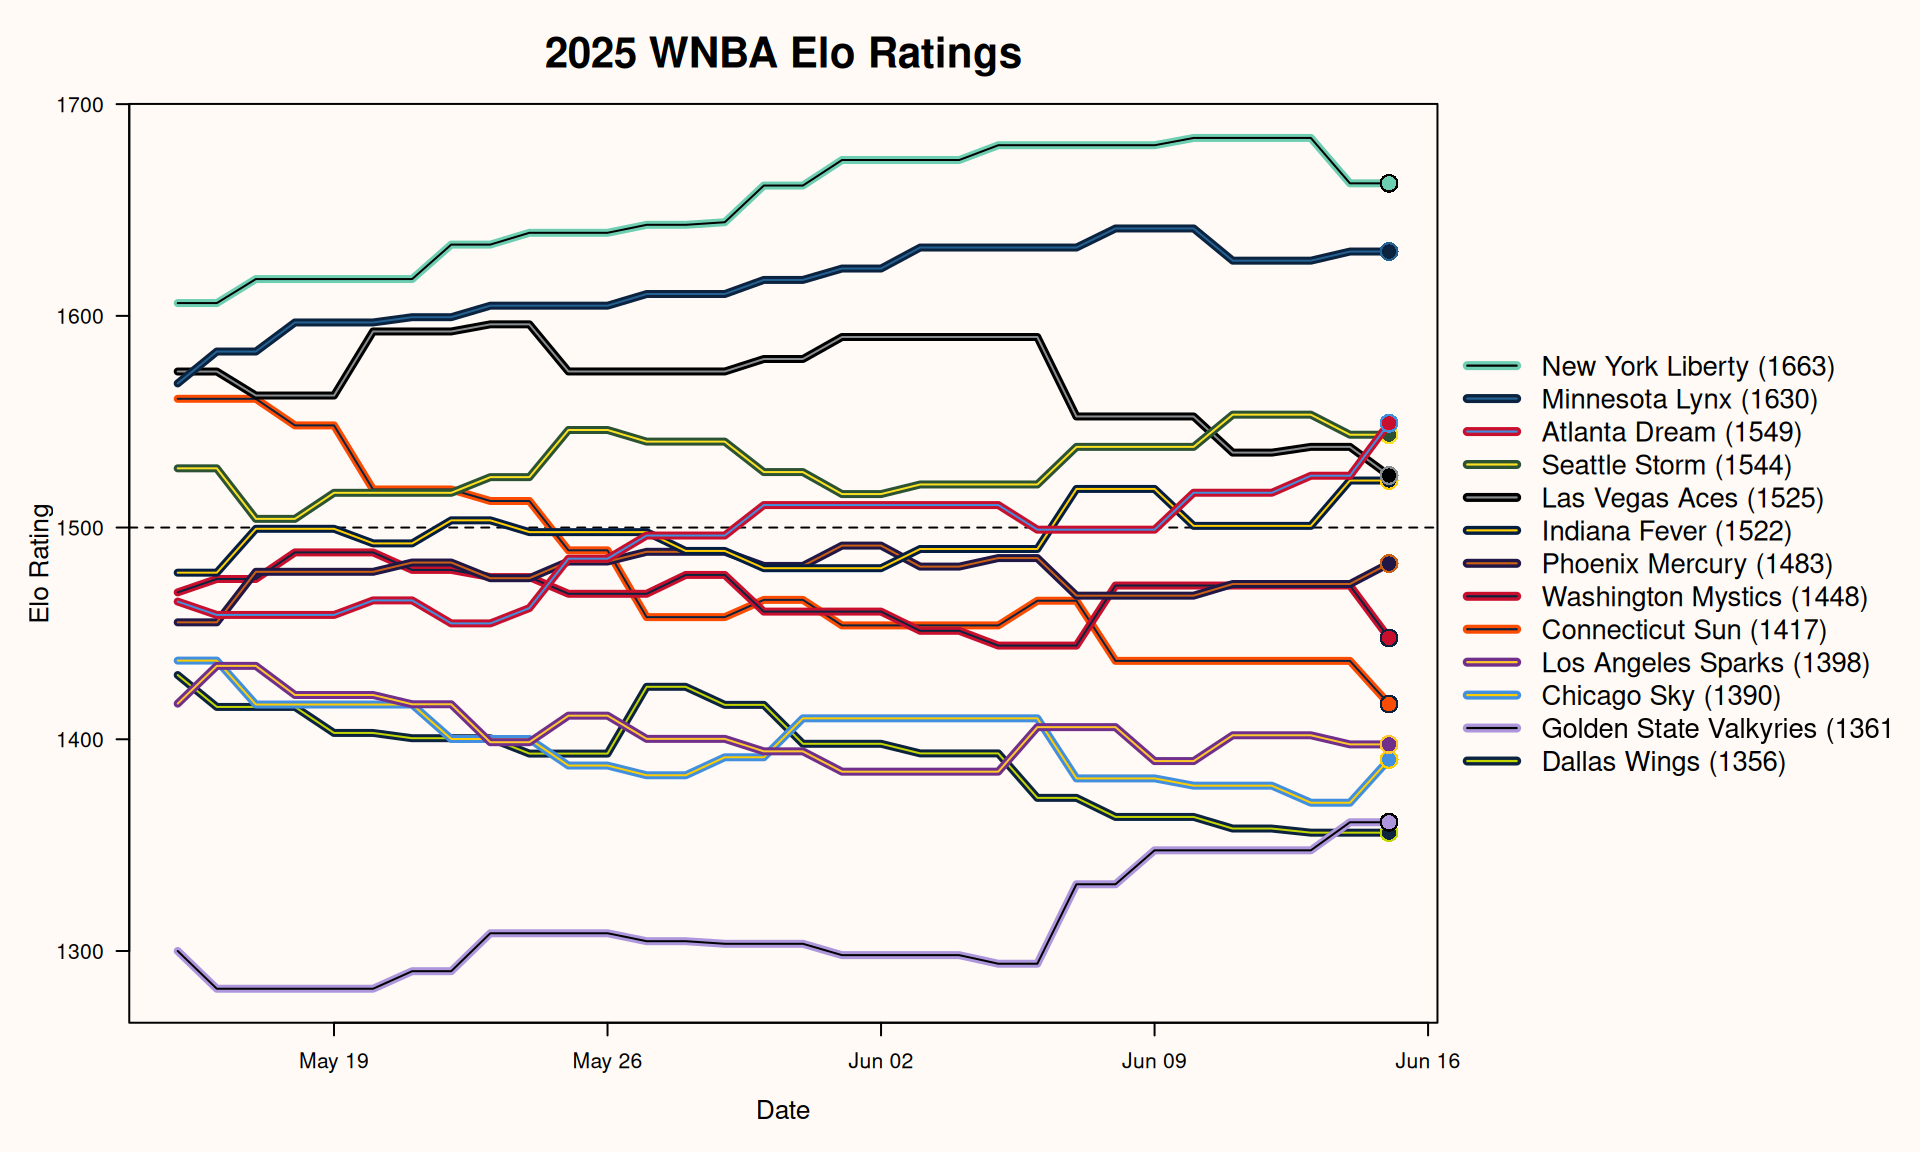 2025 WNBA Elo Ratings
1700
1600
1500
1400
1300
Elo Rating
May 19
May 26
Jun 02
Jun 09
Jun 16
Date
New York Liberty (1663)
Minnesota Lynx (1630)
Atlanta Dream (1549)
Seattle Storm (1544)
Las Vegas Aces (1525)
Indiana Fever (1522)
Phoenix Mercury (1483)
Washington Mystics (1448)
Connecticut Sun (1417)
Los Angeles Sparks (1398)
Chicago Sky (1390)
Golden State Valkyries (1361
Dallas Wings (1356)